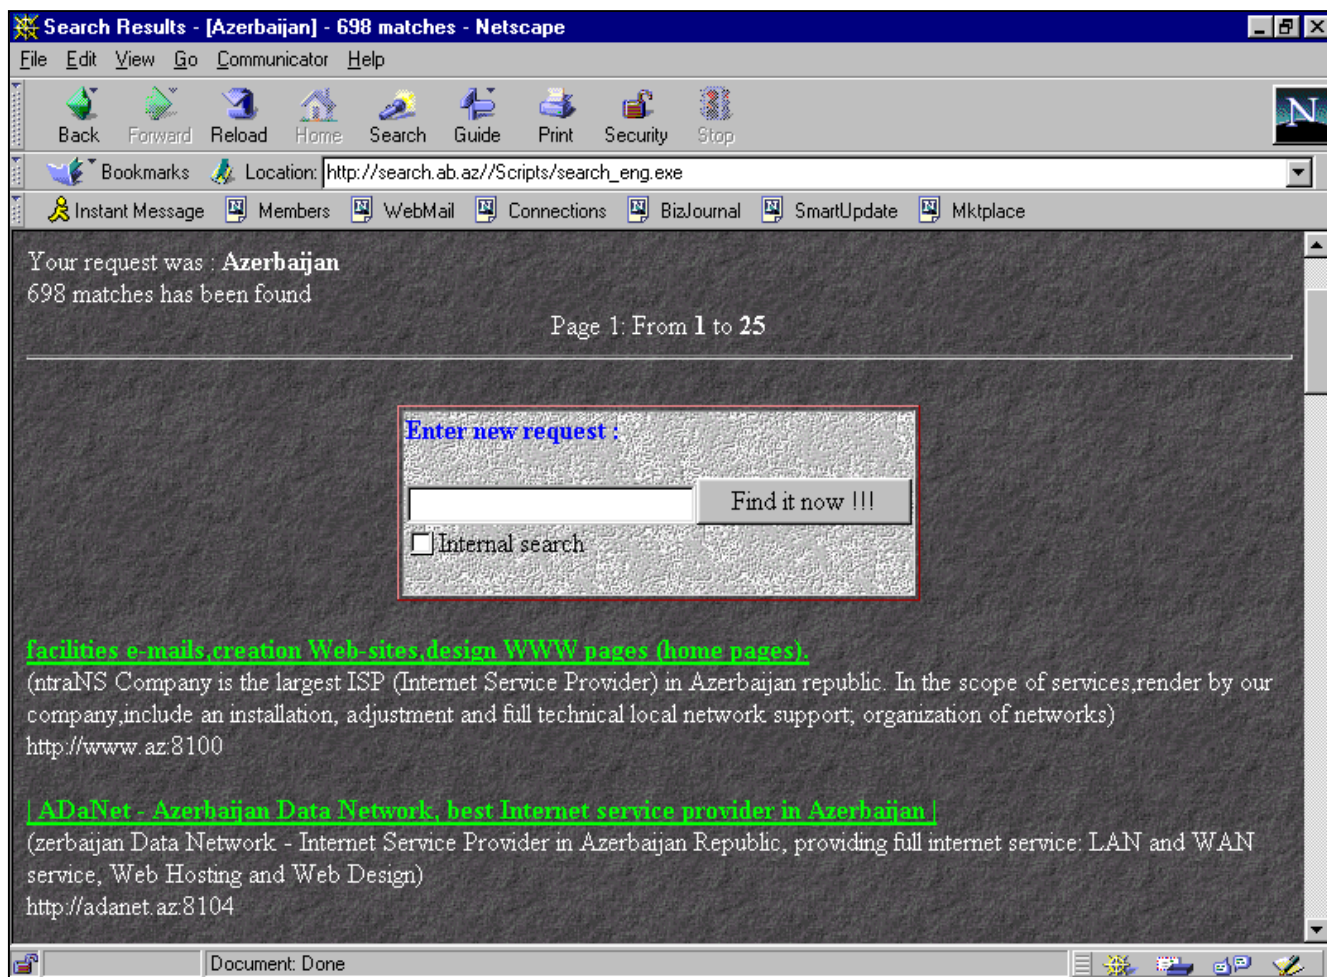 Search Results - [Azerbaijan] - 698 matches - Netscape
File Edit View Go Communicator Help
Back Forward Reload Home Search Guide Print Security Stop
N
Bookmarks Location: http://search.ab.az//Scripts/search_eng.exe
Instant Message Members WebMail Connections BizJournal SmartUpdate Mktplace
Your request was : Azerbaijan
698 matches has been found
Page 1: From 1 to 25
Enter new request :
Find it now !!!
Internal search
facilities e-mails,creation Web-sites,design WWW pages (home pages).
(ntraNS Company is the largest ISP (Internet Service Provider) in Azerbaijan republic. In the scope of services,render by our
company,include an installation, adjustment and full technical local network support; organization of networks)
http://www.az:8100
| ADaNet - Azerbaijan Data Network, best Internet service provider in Azerbaijan |
(zerbaijan Data Network - Internet Service Provider in Azerbaijan Republic, providing full internet service: LAN and WAN
service, Web Hosting and Web Design)
http://adanet.az:8104
Document: Done